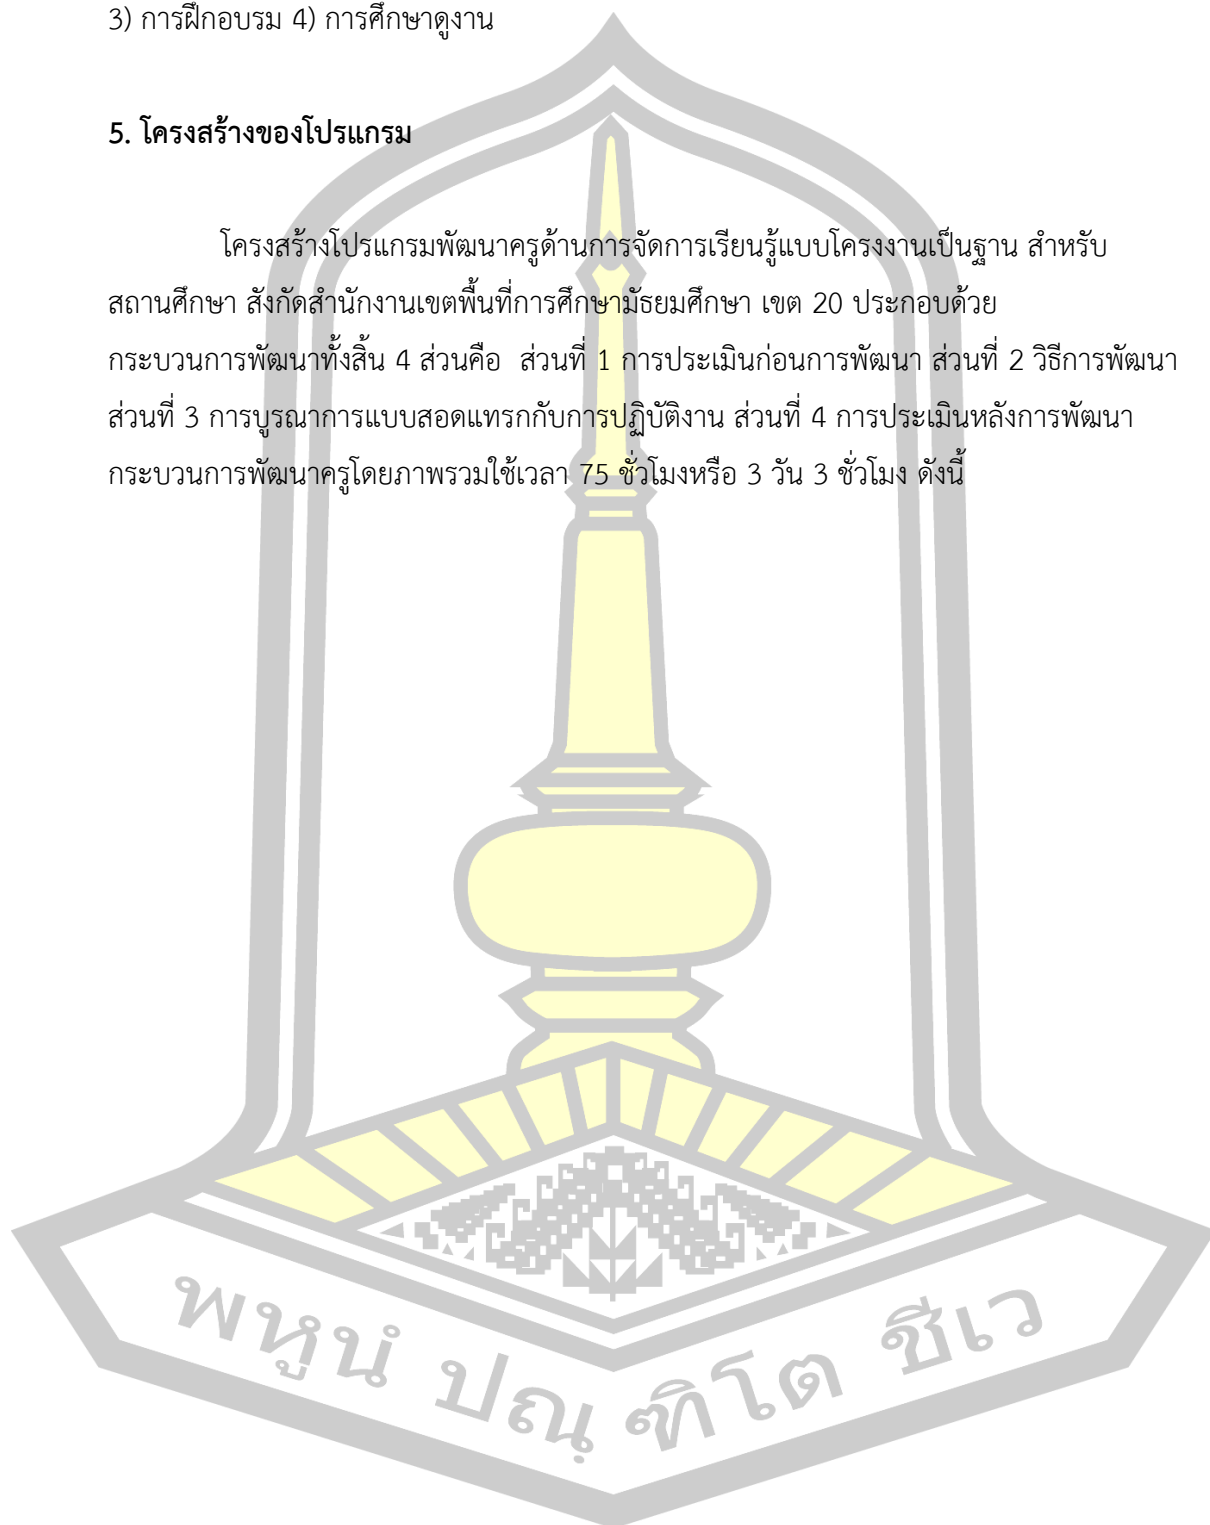 3) การฝึกอบรม 4) การศึกษาดูงาน
5. โครงสร้างของโปรแกรม
โครงสร้างโปรแกรมพัฒนาครูด้านการจัดการเรียนรู้แบบโครงงานเป็นฐาน สำหรับ
สถานศึกษา สังกัดสำนักงานเขตพื้นที่การศึกษามัธยมศึกษา เขต 20 ประกอบด้วย
กระบวนการพัฒนาทั้งสิ้น 4 ส่วนคือ ส่วนที่ 1 การประเมินก่อนการพัฒนา ส่วนที่ 2 วิธีการพัฒนา
ส่วนที่ 3 การบูรณาการแบบสอดแทรกกับการปฏิบัติงาน ส่วนที่ 4 การประเมินหลังการพัฒนา
กระบวนการพัฒนาครูโดยภาพรวมใช้เวลา 75 ชั่วโมงหรือ 3 วัน 3 ชั่วโมง ดังนี้
พหูนํ ปณฺฑิโต ชีเว